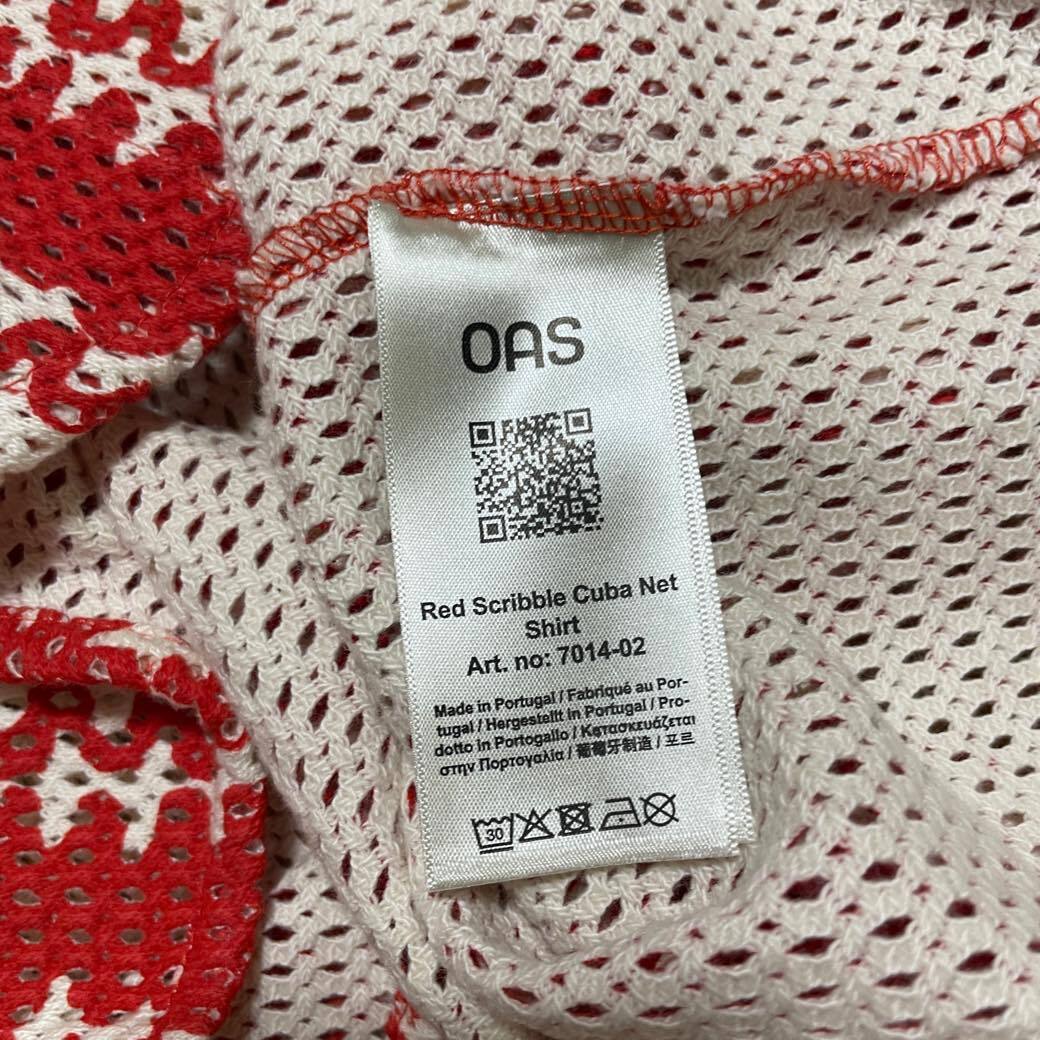 OAS
Red Scribble Cuba Net
Shirt
Art. no: 7014-02
Made in Portugal / Fabriqué au Por-
tugal / Hergestellt in Portugal / Pro-
dotto in Portogallo / Κατασκευάζεται
στην Πορτογαλία / 葡萄牙制造 / 포르
30